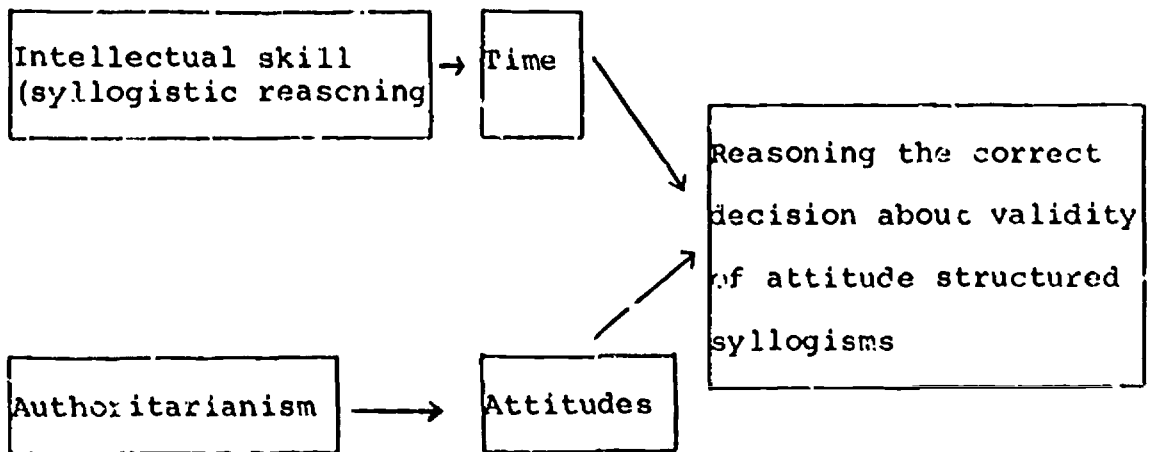 Intellectual skill
(syllogistic reasoning
Time
Reasoning the correct
decision about validity
of attitude structured
syllogisms
Authoritarianism
Attitudes